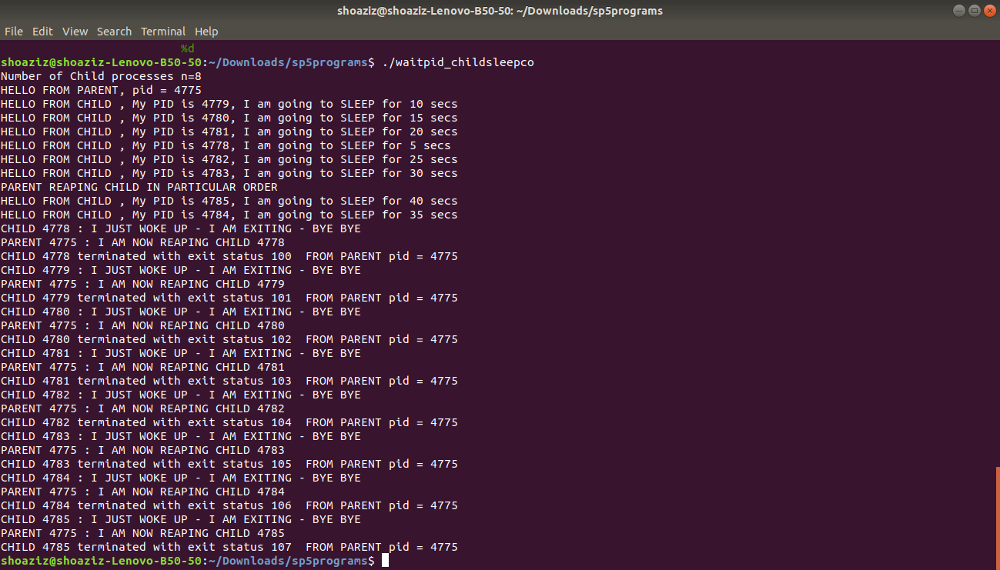 shoaziz@shoaziz-Lenovo-B50-50: ~/Downloads/sp5programs
File Edit View Search Terminal Help
%d
shoaziz@shoaziz-Lenovo-B50-50:~/Downloads/sp5programs$ ./waitpid_childsleepco
Number of Child processes n=8
HELLO FROM PARENT, pid = 4775
HELLO FROM CHILD , My PID is 4779, I am going to SLEEP for 10 secs
HELLO FROM CHILD , My PID is 4780, I am going to SLEEP for 15 secs
HELLO FROM CHILD , My PID is 4781, I am going to SLEEP for 20 secs
HELLO FROM CHILD , My PID is 4778, I am going to SLEEP for 5 secs
HELLO FROM CHILD , My PID is 4782, I am going to SLEEP for 25 secs
HELLO FROM CHILD , My PID is 4783, I am going to SLEEP for 30 secs
PARENT REAPING CHILD IN PARTICULAR ORDER
HELLO FROM CHILD , My PID is 4785, I am going to SLEEP for 40 secs
HELLO FROM CHILD , My PID is 4784, I am going to SLEEP for 35 secs
CHILD 4778 : I JUST WOKE UP - I AM EXITING - BYE BYE
PARENT 4775 : I AM NOW REAPING CHILD 4778
CHILD 4778 terminated with exit status 100  FROM PARENT pid = 4775
CHILD 4779 : I JUST WOKE UP - I AM EXITING - BYE BYE
PARENT 4775 : I AM NOW REAPING CHILD 4779
CHILD 4779 terminated with exit status 101  FROM PARENT pid = 4775
CHILD 4780 : I JUST WOKE UP - I AM EXITING - BYE BYE
PARENT 4775 : I AM NOW REAPING CHILD 4780
CHILD 4780 terminated with exit status 102  FROM PARENT pid = 4775
CHILD 4781 : I JUST WOKE UP - I AM EXITING - BYE BYE
PARENT 4775 : I AM NOW REAPING CHILD 4781
CHILD 4781 terminated with exit status 103  FROM PARENT pid = 4775
CHILD 4782 : I JUST WOKE UP - I AM EXITING - BYE BYE
PARENT 4775 : I AM NOW REAPING CHILD 4782
CHILD 4782 terminated with exit status 104  FROM PARENT pid = 4775
CHILD 4783 : I JUST WOKE UP - I AM EXITING - BYE BYE
PARENT 4775 : I AM NOW REAPING CHILD 4783
CHILD 4783 terminated with exit status 105  FROM PARENT pid = 4775
CHILD 4784 : I JUST WOKE UP - I AM EXITING - BYE BYE
PARENT 4775 : I AM NOW REAPING CHILD 4784
CHILD 4784 terminated with exit status 106  FROM PARENT pid = 4775
CHILD 4785 : I JUST WOKE UP - I AM EXITING - BYE BYE
PARENT 4775 : I AM NOW REAPING CHILD 4785
CHILD 4785 terminated with exit status 107  FROM PARENT pid = 4775
shoaziz@shoaziz-Lenovo-B50-50:~/Downloads/sp5programs$